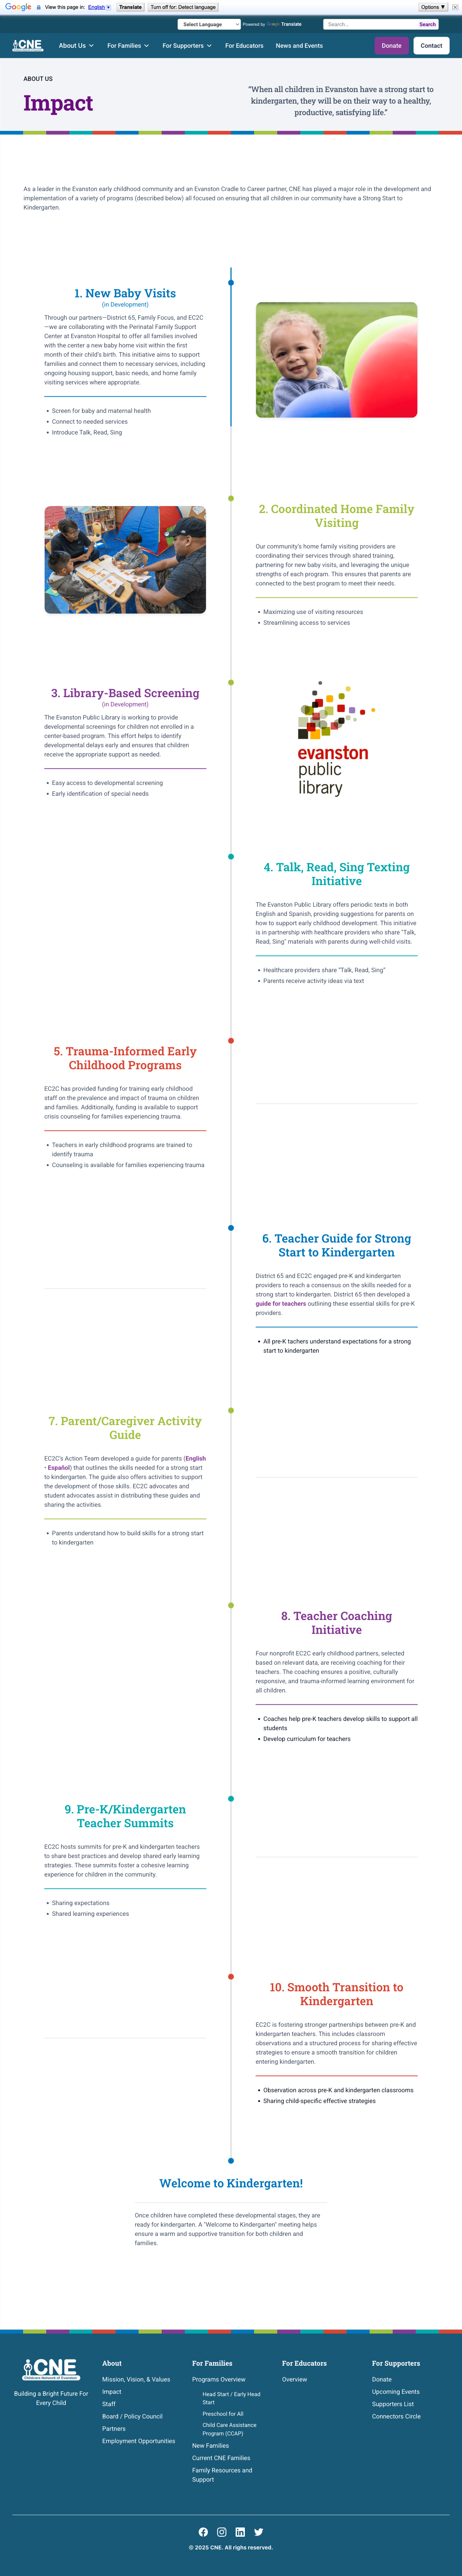 Google View this page in: English Translate Turn off for: Detect language Options ▼
Select Language Powered by Translate Search... Search
CNE About Us For Families For Supporters For Educators News and Events Donate Contact
ABOUT US
Impact
“When all children in Evanston have a strong start to
kindergarten, they will be on their way to a healthy,
productive, satisfying life.”
As a leader in the Evanston early childhood community and an Evanston Cradle to Career partner, CNE has played a major role in the development and
implementation of a variety of programs (described below) all focused on ensuring that all children in our community have a Strong Start to
Kindergarten.
1. New Baby Visits
(in Development)
Through our partners—District 65, Family Focus, and EC2C
—we are collaborating with the Perinatal Family Support
Center at Evanston Hospital to offer all families involved
with the center a new baby home visit within the first
month of their child’s birth. This initiative aims to support
families and connect them to necessary services, including
ongoing housing support, basic needs, and home family
visiting services where appropriate.
• Screen for baby and maternal health
• Connect to needed services
• Introduce Talk, Read, Sing
2. Coordinated Home Family
Visiting
Our community’s home family visiting providers are
coordinating their services through shared training,
partnering for new baby visits, and leveraging the unique
strengths of each program. This ensures that parents are
connected to the best program to meet their needs.
• Maximizing use of visiting resources
• Streamlining access to services
3. Library-Based Screening
(in Development)
The Evanston Public Library is working to provide
developmental screenings for children not enrolled in a
center-based program. This effort helps to identify
developmental delays early and ensures that children
receive the appropriate support as needed.
• Easy access to developmental screening
• Early identification of special needs
evanston
public
library
4. Talk, Read, Sing Texting
Initiative
The Evanston Public Library offers periodic texts in both
English and Spanish, providing suggestions for parents on
how to support early childhood development. This initiative
is in partnership with healthcare providers who share "Talk,
Read, Sing" materials with parents during well-child visits.
• Healthcare providers share “Talk, Read, Sing”
• Parents receive activity ideas via text
5. Trauma-Informed Early
Childhood Programs
EC2C has provided funding for training early childhood
staff on the prevalence and impact of trauma on children
and families. Additionally, funding is available to support
crisis counseling for families experiencing trauma.
• Teachers in early childhood programs are trained to
identify trauma
• Counseling is available for families experiencing trauma
6. Teacher Guide for Strong
Start to Kindergarten
District 65 and EC2C engaged pre-K and kindergarten
providers to reach a consensus on the skills needed for a
strong start to kindergarten. District 65 then developed a
guide for teachers outlining these essential skills for pre-K
providers.
• All pre-K tachers understand expectations for a strong
start to kindergarten
7. Parent/Caregiver Activity
Guide
EC2C’s Action Team developed a guide for parents (English
• Español) that outlines the skills needed for a strong start
to kindergarten. The guide also offers activities to support
the development of those skills. EC2C advocates and
student advocates assist in distributing these guides and
sharing the activities.
• Parents understand how to build skills for a strong start
to kindergarten
8. Teacher Coaching
Initiative
Four nonprofit EC2C early childhood partners, selected
based on relevant data, are receiving coaching for their
teachers. The coaching ensures a positive, culturally
responsive, and trauma-informed learning environment for
all children.
• Coaches help pre-K teachers develop skills to support all
students
• Develop curriculum for teachers
9. Pre-K/Kindergarten
Teacher Summits
EC2C hosts summits for pre-K and kindergarten teachers
to share best practices and develop shared early learning
strategies. These summits foster a cohesive learning
experience for children in the community.
• Sharing expectations
• Shared learning experiences
10. Smooth Transition to
Kindergarten
EC2C is fostering stronger partnerships between pre-K and
kindergarten teachers. This includes classroom
observations and a structured process for sharing effective
strategies to ensure a smooth transition for children
entering kindergarten.
• Observation across pre-K and kindergarten classrooms
• Sharing child-specific effective strategies
Welcome to Kindergarten!
Once children have completed these developmental stages, they are
ready for kindergarten. A "Welcome to Kindergarten" meeting helps
ensure a warm and supportive transition for both children and
families.
CNE
Children's Network of Evanston
Building a Bright Future For
Every Child
About
Mission, Vision, & Values
Impact
Staff
Board / Policy Council
Partners
Employment Opportunities
For Families
Programs Overview
Head Start / Early Head
Start
Preschool for All
Child Care Assistance
Program (CCAP)
New Families
Current CNE Families
Family Resources and
Support
For Educators
Overview
For Supporters
Donate
Upcoming Events
Supporters List
Connectors Circle
© 2025 CNE. All righs reserved.